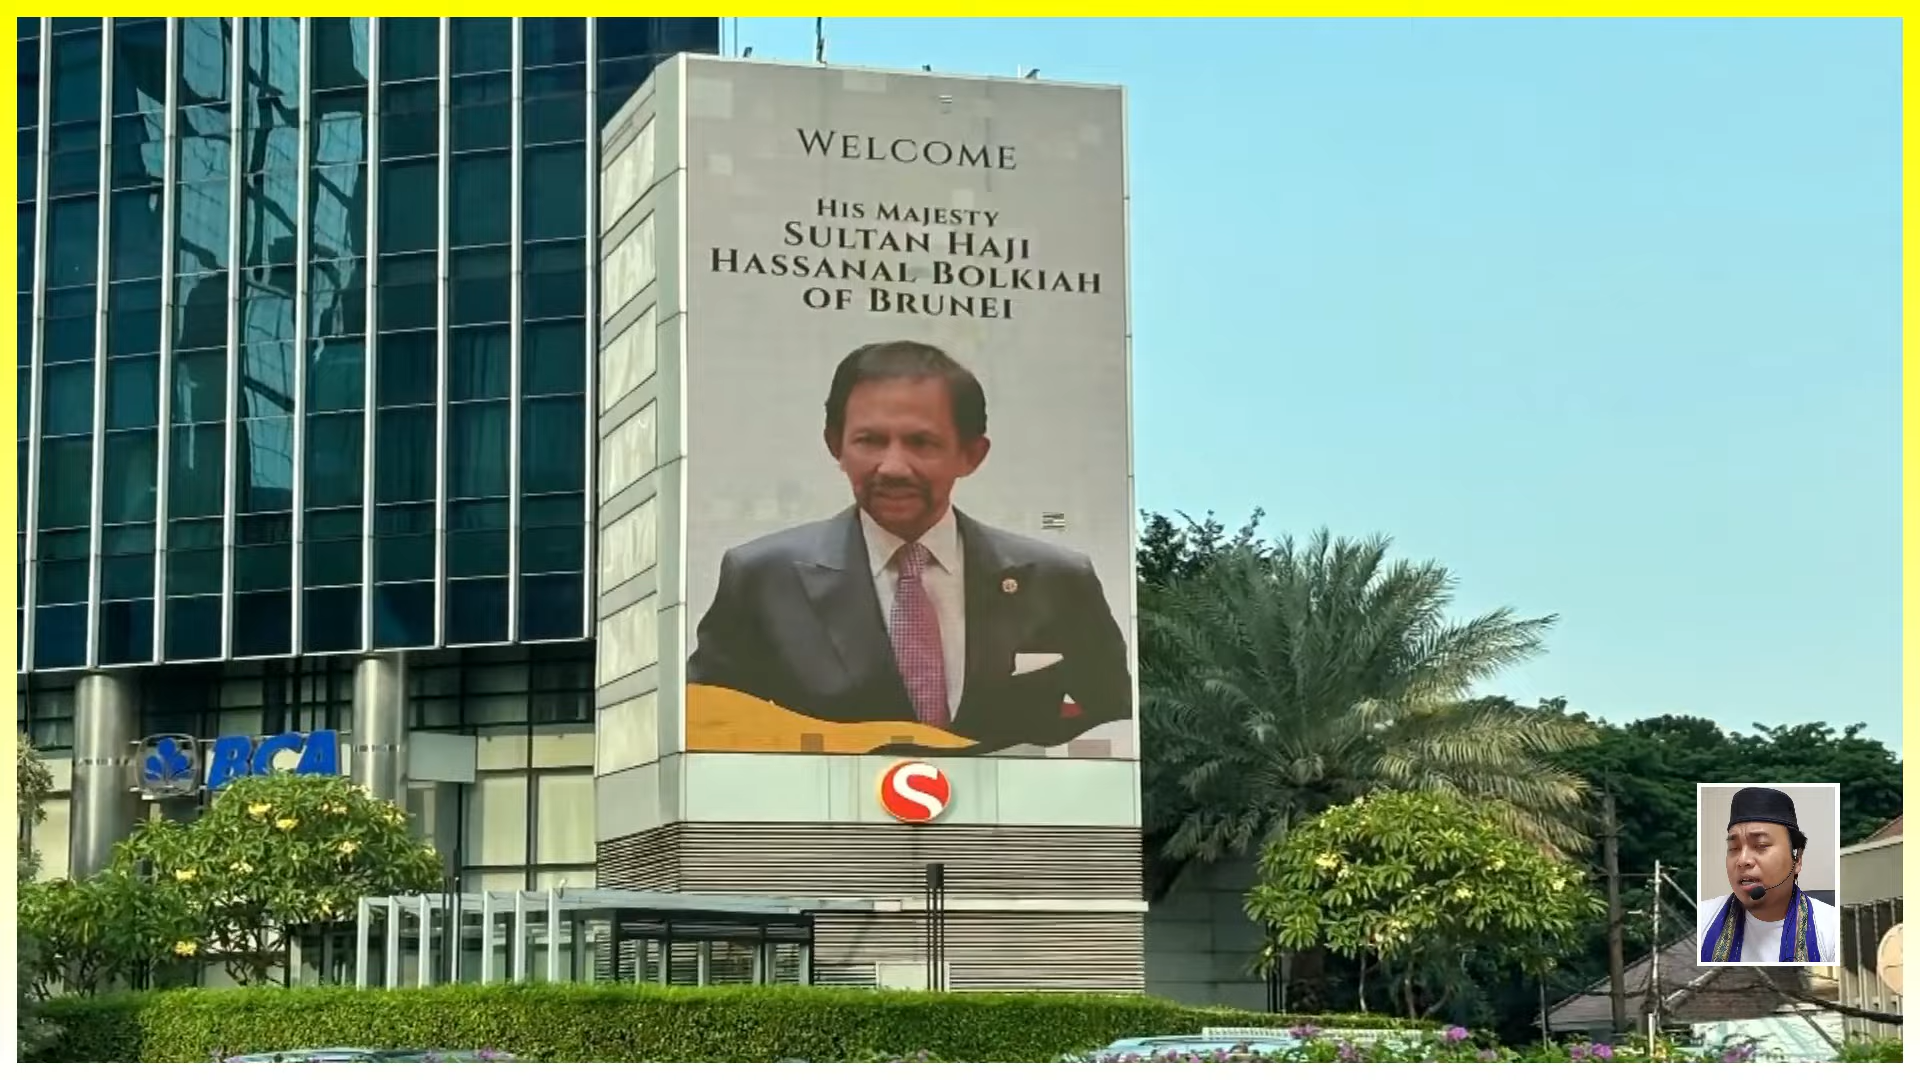 WELCOME
HIS MAJESTY
SULTAN HAJI
HASSANAL BOLKIAH
OF BRUNEI
BCA
S